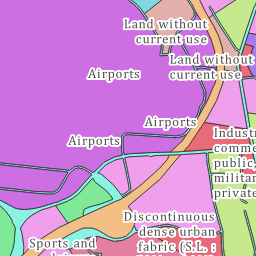 Land without
current use
Land without
current use
Airports
Airports
Airports
Industr
comme
public,
militar
private
Discontinuous
dense urban
fabric (S.L. :
Sports and